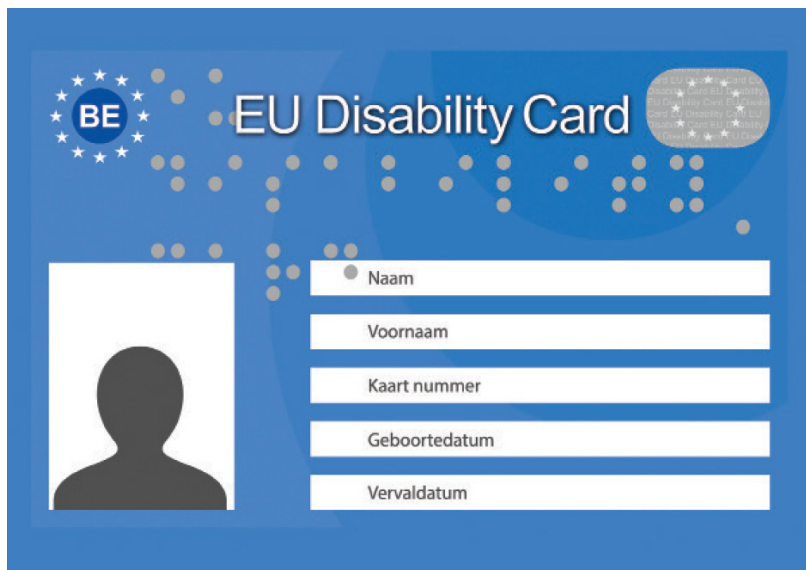 BE
EU Disability Card
Naam
Voornaam
Kaart nummer
Geboortedatum
Vervaldatum